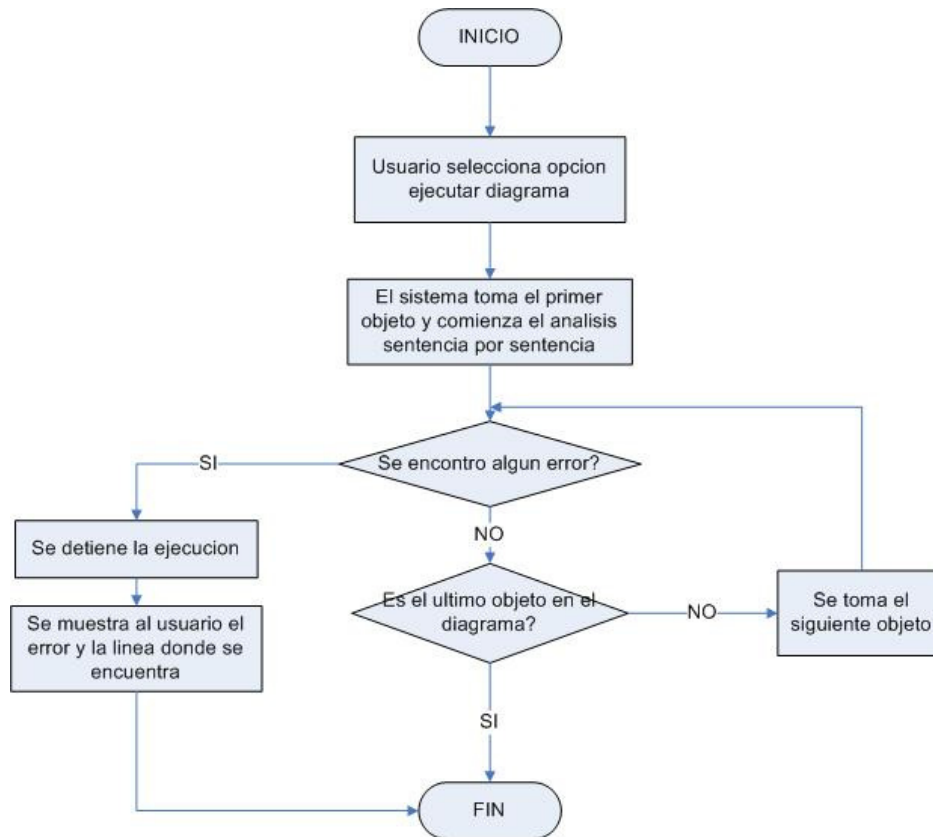 INICIO
Usuario selecciona opcion
ejecutar diagrama
El sistema toma el primer
objeto y comienza el analisis
sentencia por sentencia
Se encontro algun error?
SI
Se detiene la ejecucion
Se muestra al usuario el
error y la linea donde se
encuentra
NO
Es el ultimo objeto en el
diagrama?
NO
Se toma el
siguiente objeto
SI
FIN